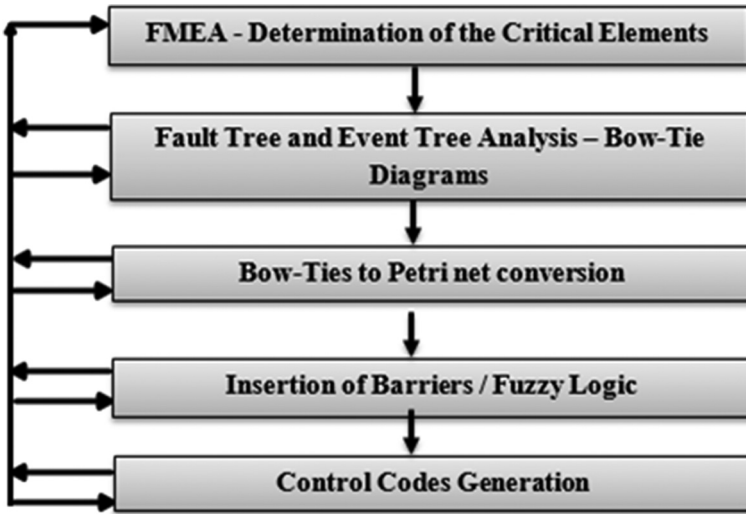 FMEA - Determination of the Critical Elements
Fault Tree and Event Tree Analysis – Bow-Tie
Diagrams
Bow-Ties to Petri net conversion
Insertion of Barriers / Fuzzy Logic
Control Codes Generation